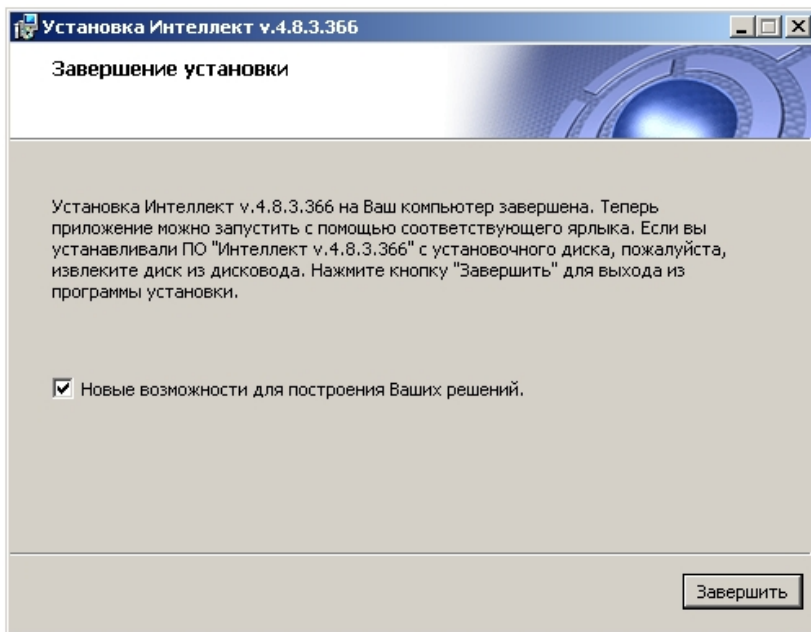 Установка Интеллект v.4.8.3.366
Завершение установки
Установка Интеллект v.4.8.3.366 на Ваш компьютер завершена. Теперь
приложение можно запустить с помощью соответствующего ярлыка. Если вы
устанавливали ПО "Интеллект v.4.8.3.366" с установочного диска, пожалуйста,
извлеките диск из дисковода. Нажмите кнопку "Завершить" для выхода из
программы установки.
Новые возможности для построения Ваших решений.
Завершить